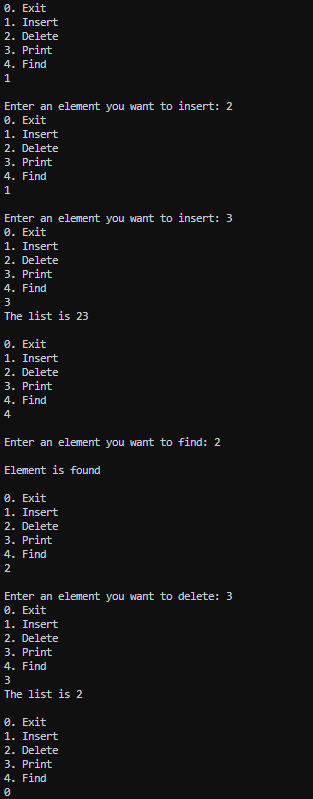 0. Exit
1. Insert
2. Delete
3. Print
4. Find
1
Enter an element you want to insert: 2
0. Exit
1. Insert
2. Delete
3. Print
4. Find
1
Enter an element you want to insert: 3
0. Exit
1. Insert
2. Delete
3. Print
4. Find
3
The list is 23
0. Exit
1. Insert
2. Delete
3. Print
4. Find
4
Enter an element you want to find: 2
Element is found
0. Exit
1. Insert
2. Delete
3. Print
4. Find
2
Enter an element you want to delete: 3
0. Exit
1. Insert
2. Delete
3. Print
4. Find
3
The list is 2
0. Exit
1. Insert
2. Delete
3. Print
4. Find
0